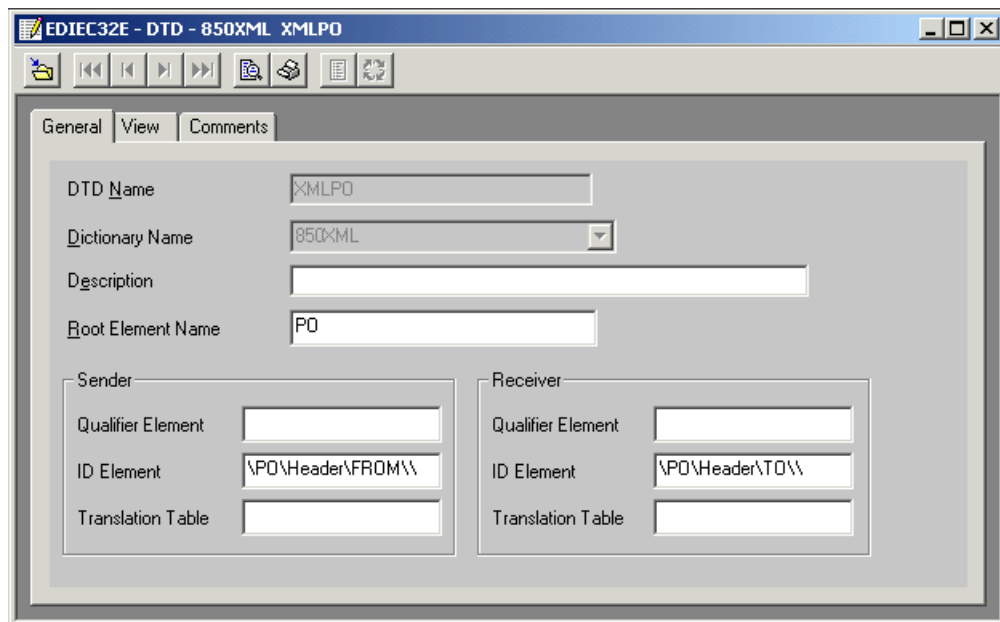 EDIEC32E - DTD - 850XML XMLPO
General View Comments
DTD Name XMLPO
Dictionary Name 850XML
Description
Root Element Name PO
Sender
Qualifier Element
ID Element \PO\Header\FROM\\
Translation Table
Receiver
Qualifier Element
ID Element \PO\Header\TO\\
Translation Table